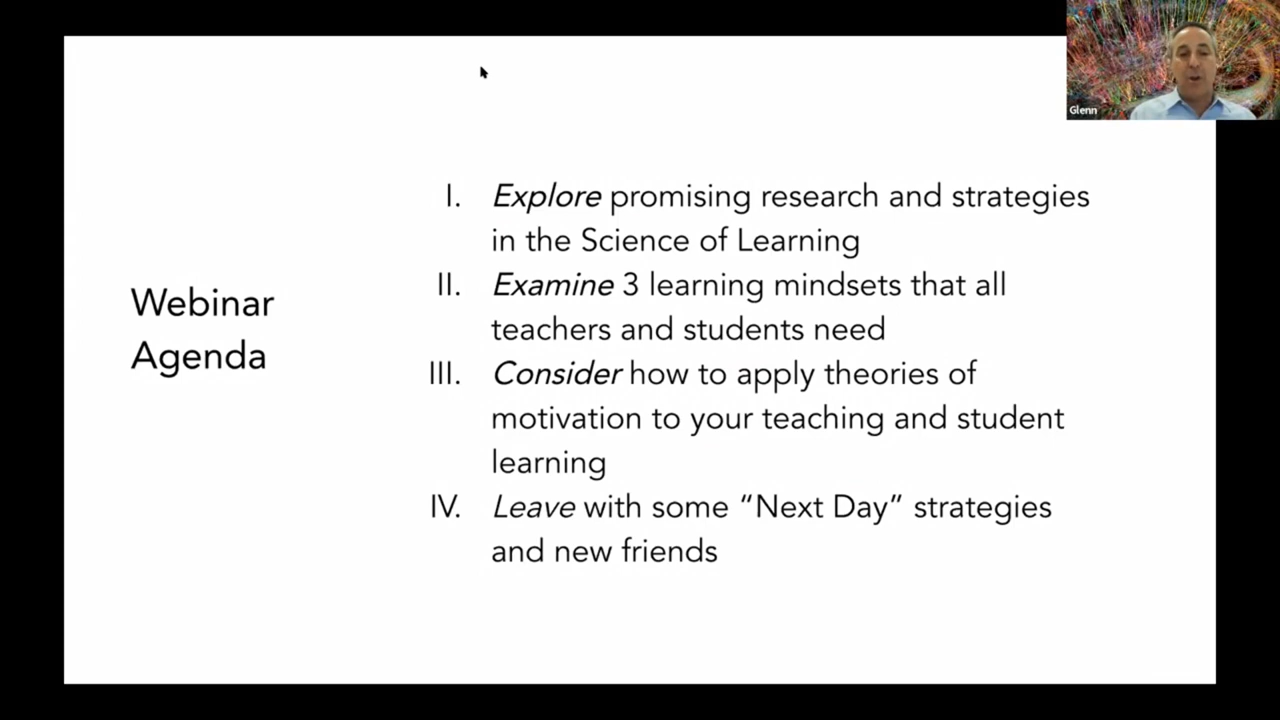 Glenn
Webinar
Agenda
I. Explore promising research and strategies
in the Science of Learning
II. Examine 3 learning mindsets that all
teachers and students need
III. Consider how to apply theories of
motivation to your teaching and student
learning
IV. Leave with some “Next Day” strategies
and new friends